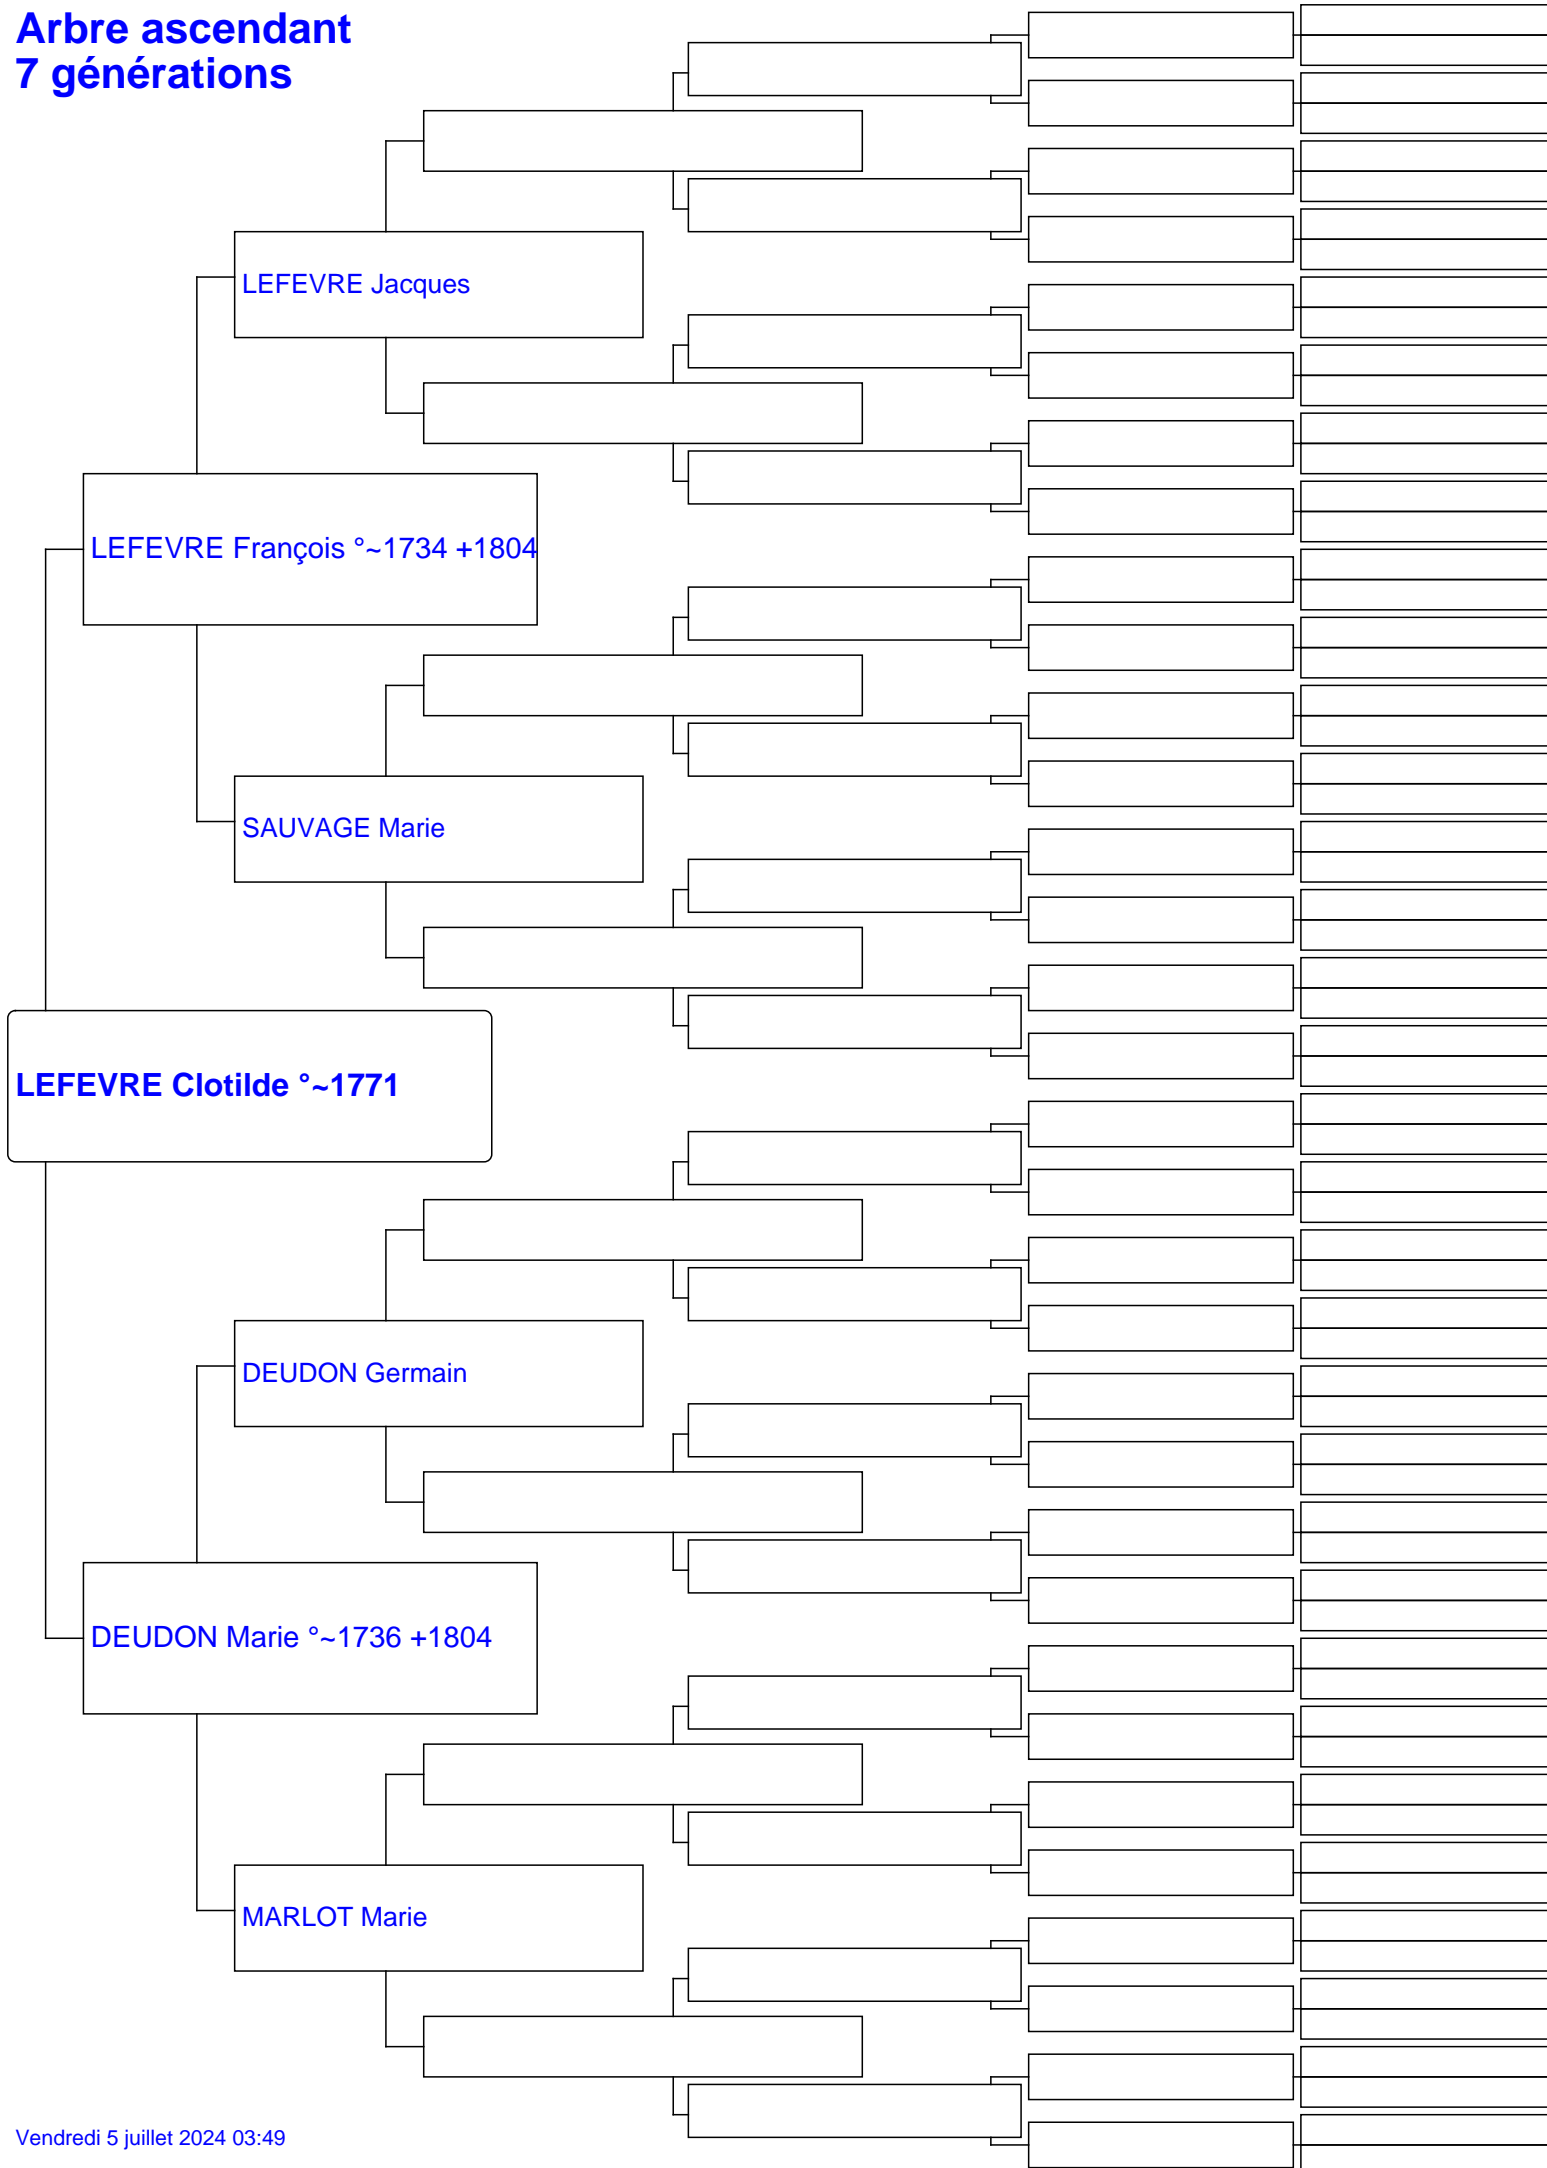 Arbre ascendant
7 générations
LEFEVRE Jacques
LEFEVRE François °~1734 +1804
SAUVAGE Marie
LEFEVRE Clotilde °~1771
DEUDON Germain
DEUDON Marie °~1736 +1804
MARLOT Marie
Vendredi 5 juillet 2024 03:49